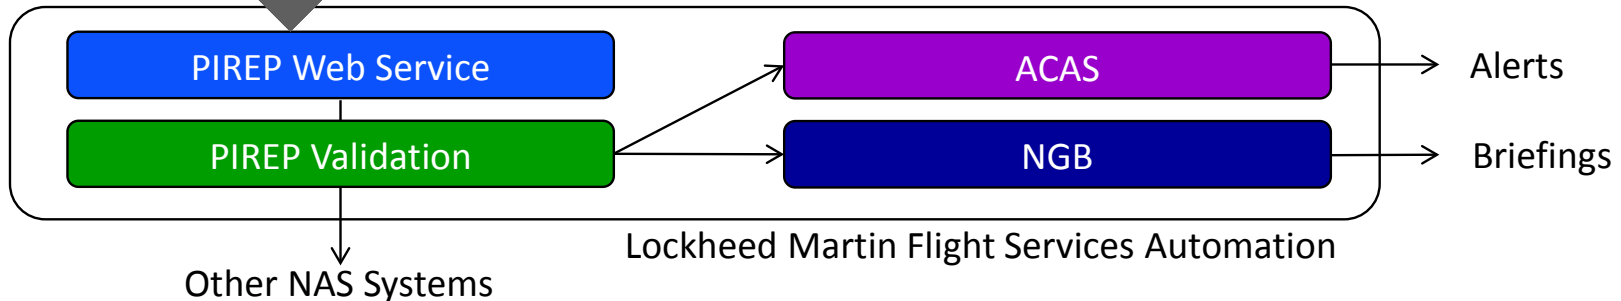 PIREP Web Service
ACAS
Alerts
PIREP Validation
NGB
Briefings
Lockheed Martin Flight Services Automation
Other NAS Systems